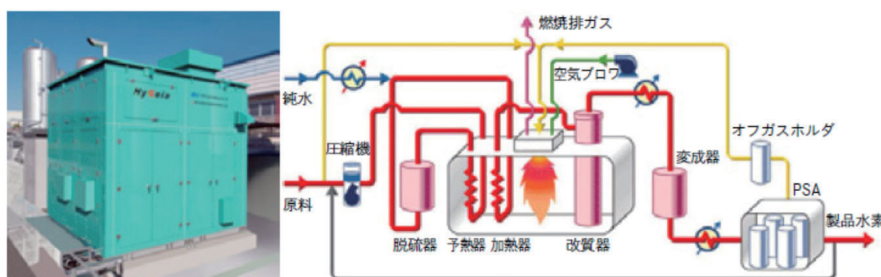 HyGeia
純水
原料
圧縮機
脱硫器
予熱器
加熱器
改質器
燃焼排ガス
空気ブロワ
変成器
オフガスホルダ
PSA
製品水素